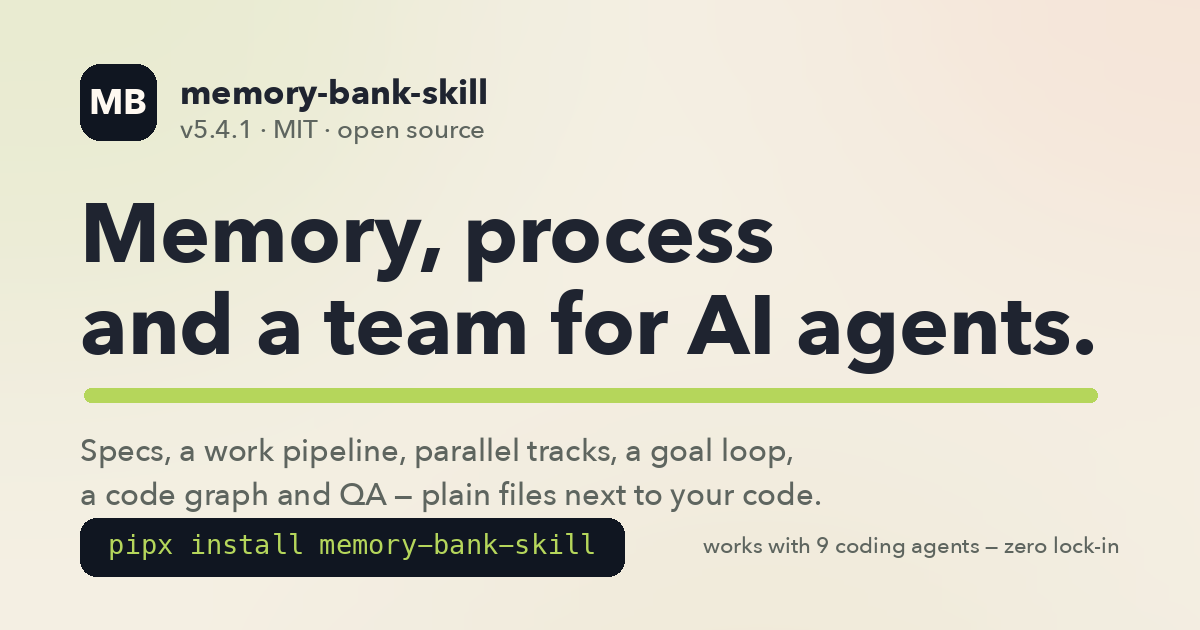 MB
memory-bank-skill
v5.4.1 · MIT · open source
Memory, process
and a team for AI agents.
Specs, a work pipeline, parallel tracks, a goal loop,
a code graph and QA — plain files next to your code.
pipx install memory-bank-skill
works with 9 coding agents — zero lock-in